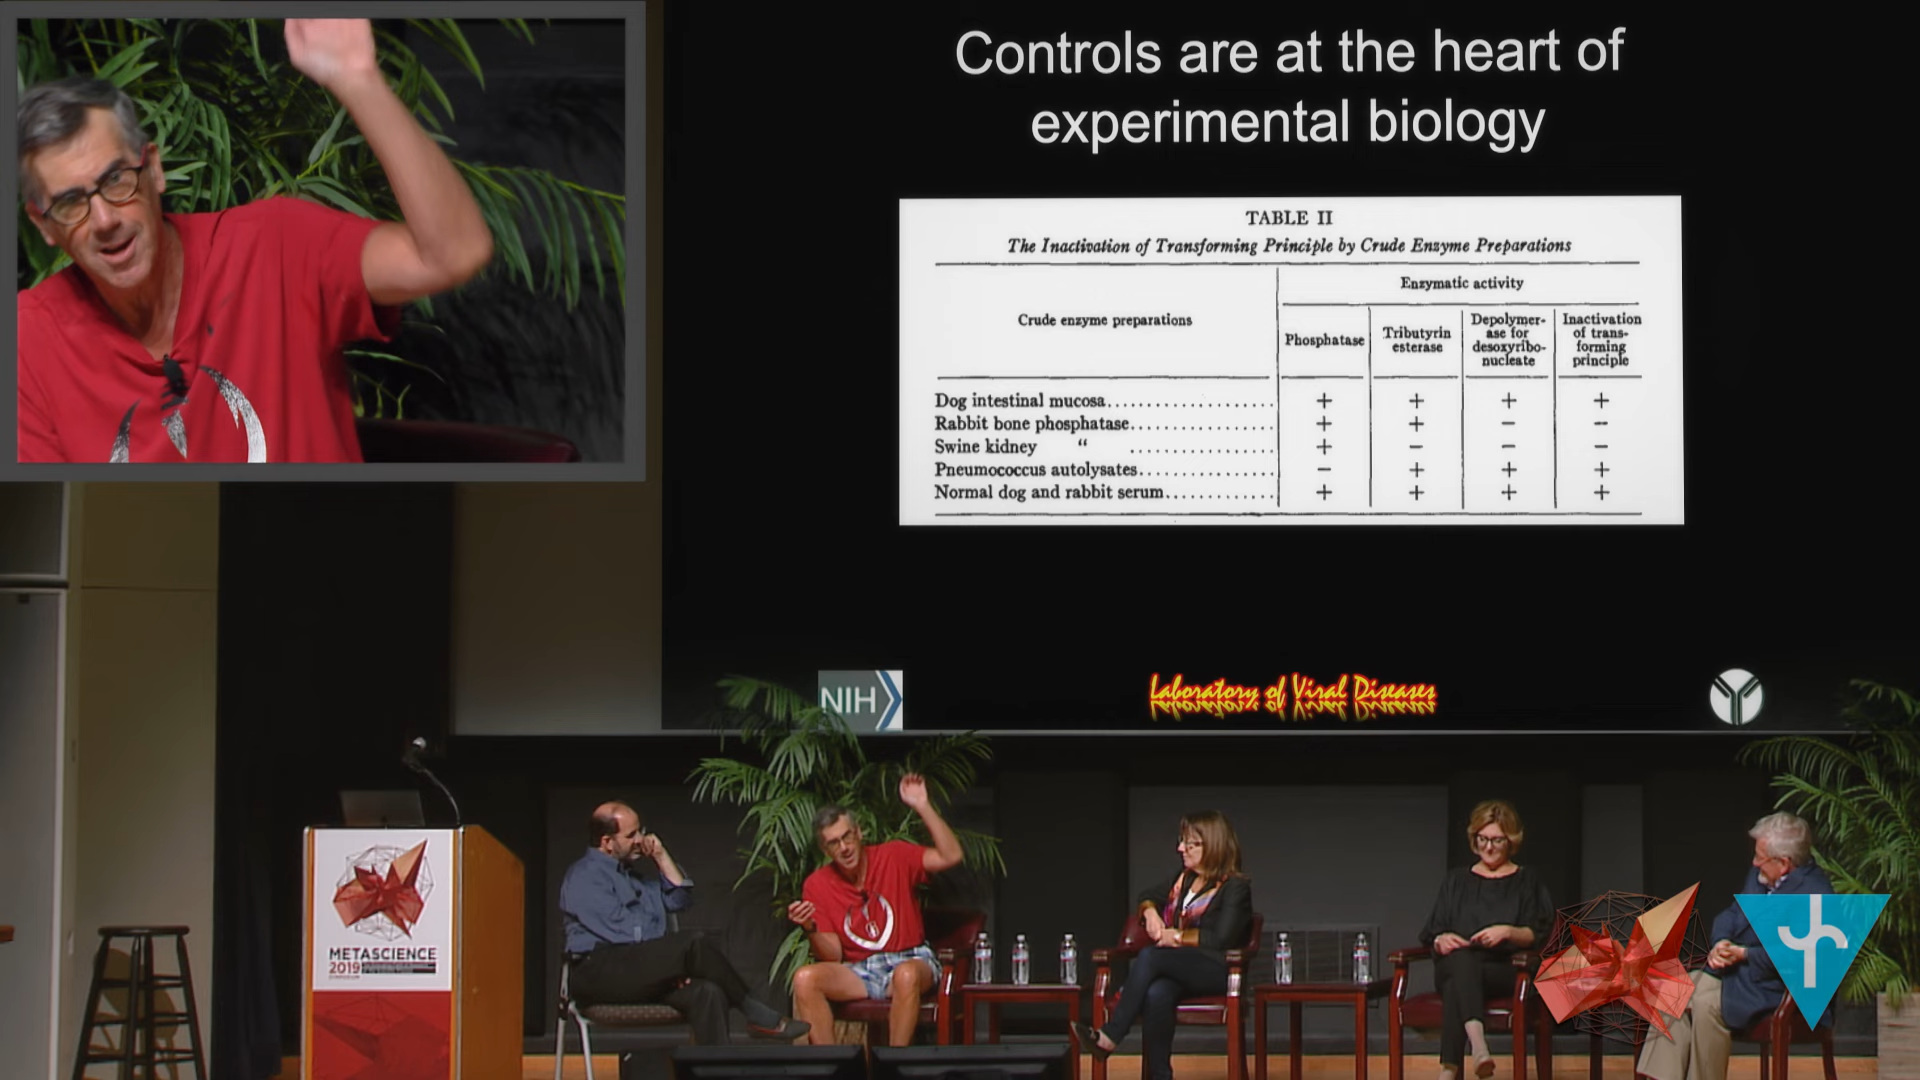 Controls are at the heart of
experimental biology
TABLE II
The Inactivation of Transforming Principle by Crude Enzyme Preparations
Crude enzyme preparations
Enzymatic activity
Phosphatase
Tributyrin
esterase
Depolymer-
ase for
desoxyribo-
nucleate
Inactivation
of trans-
forming
principle
Dog intestinal mucosa........................ + + + +
Rabbit bone phosphatase..................... + + - -
Swine kidney “ ..................... + - - -
Pneumococcus autolysates.................... - + + +
Normal dog and rabbit serum................ + + + +
NIH
Laboratory of Viral Diseases
METASCIENCE
2019